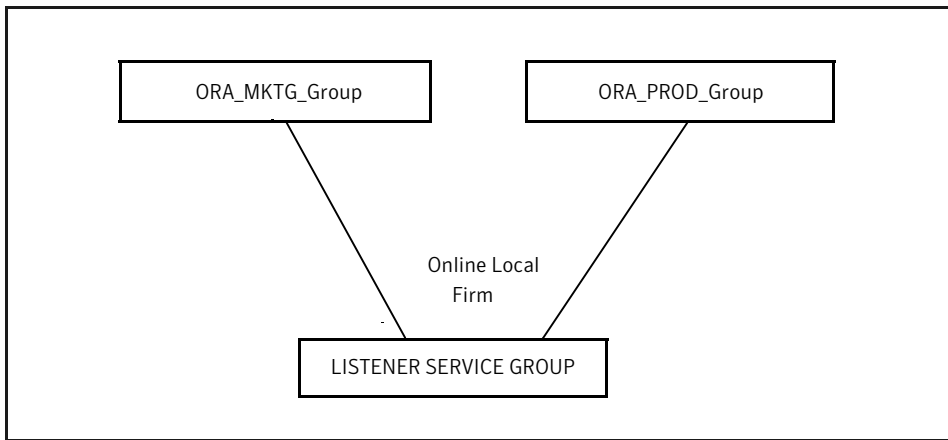 ORA_MKTG_Group
ORA_PROD_Group
Online Local
Firm
LISTENER SERVICE GROUP